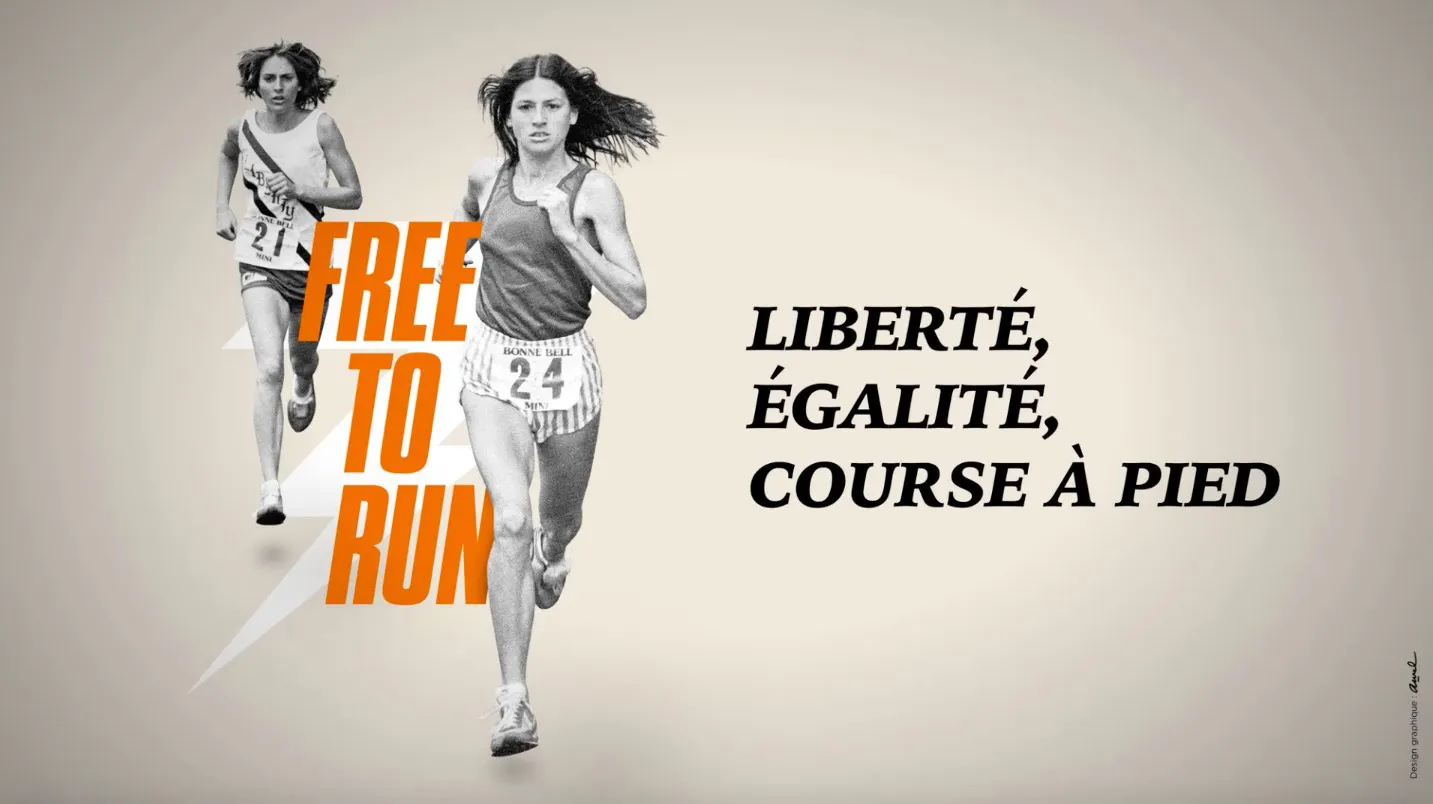 BONNE BELL
21
MINI
FREE
TO
RUN
BONNE BELL
24
MINI
LIBERTÉ,
ÉGALITÉ,
COURSE À PIED
Design graphique :